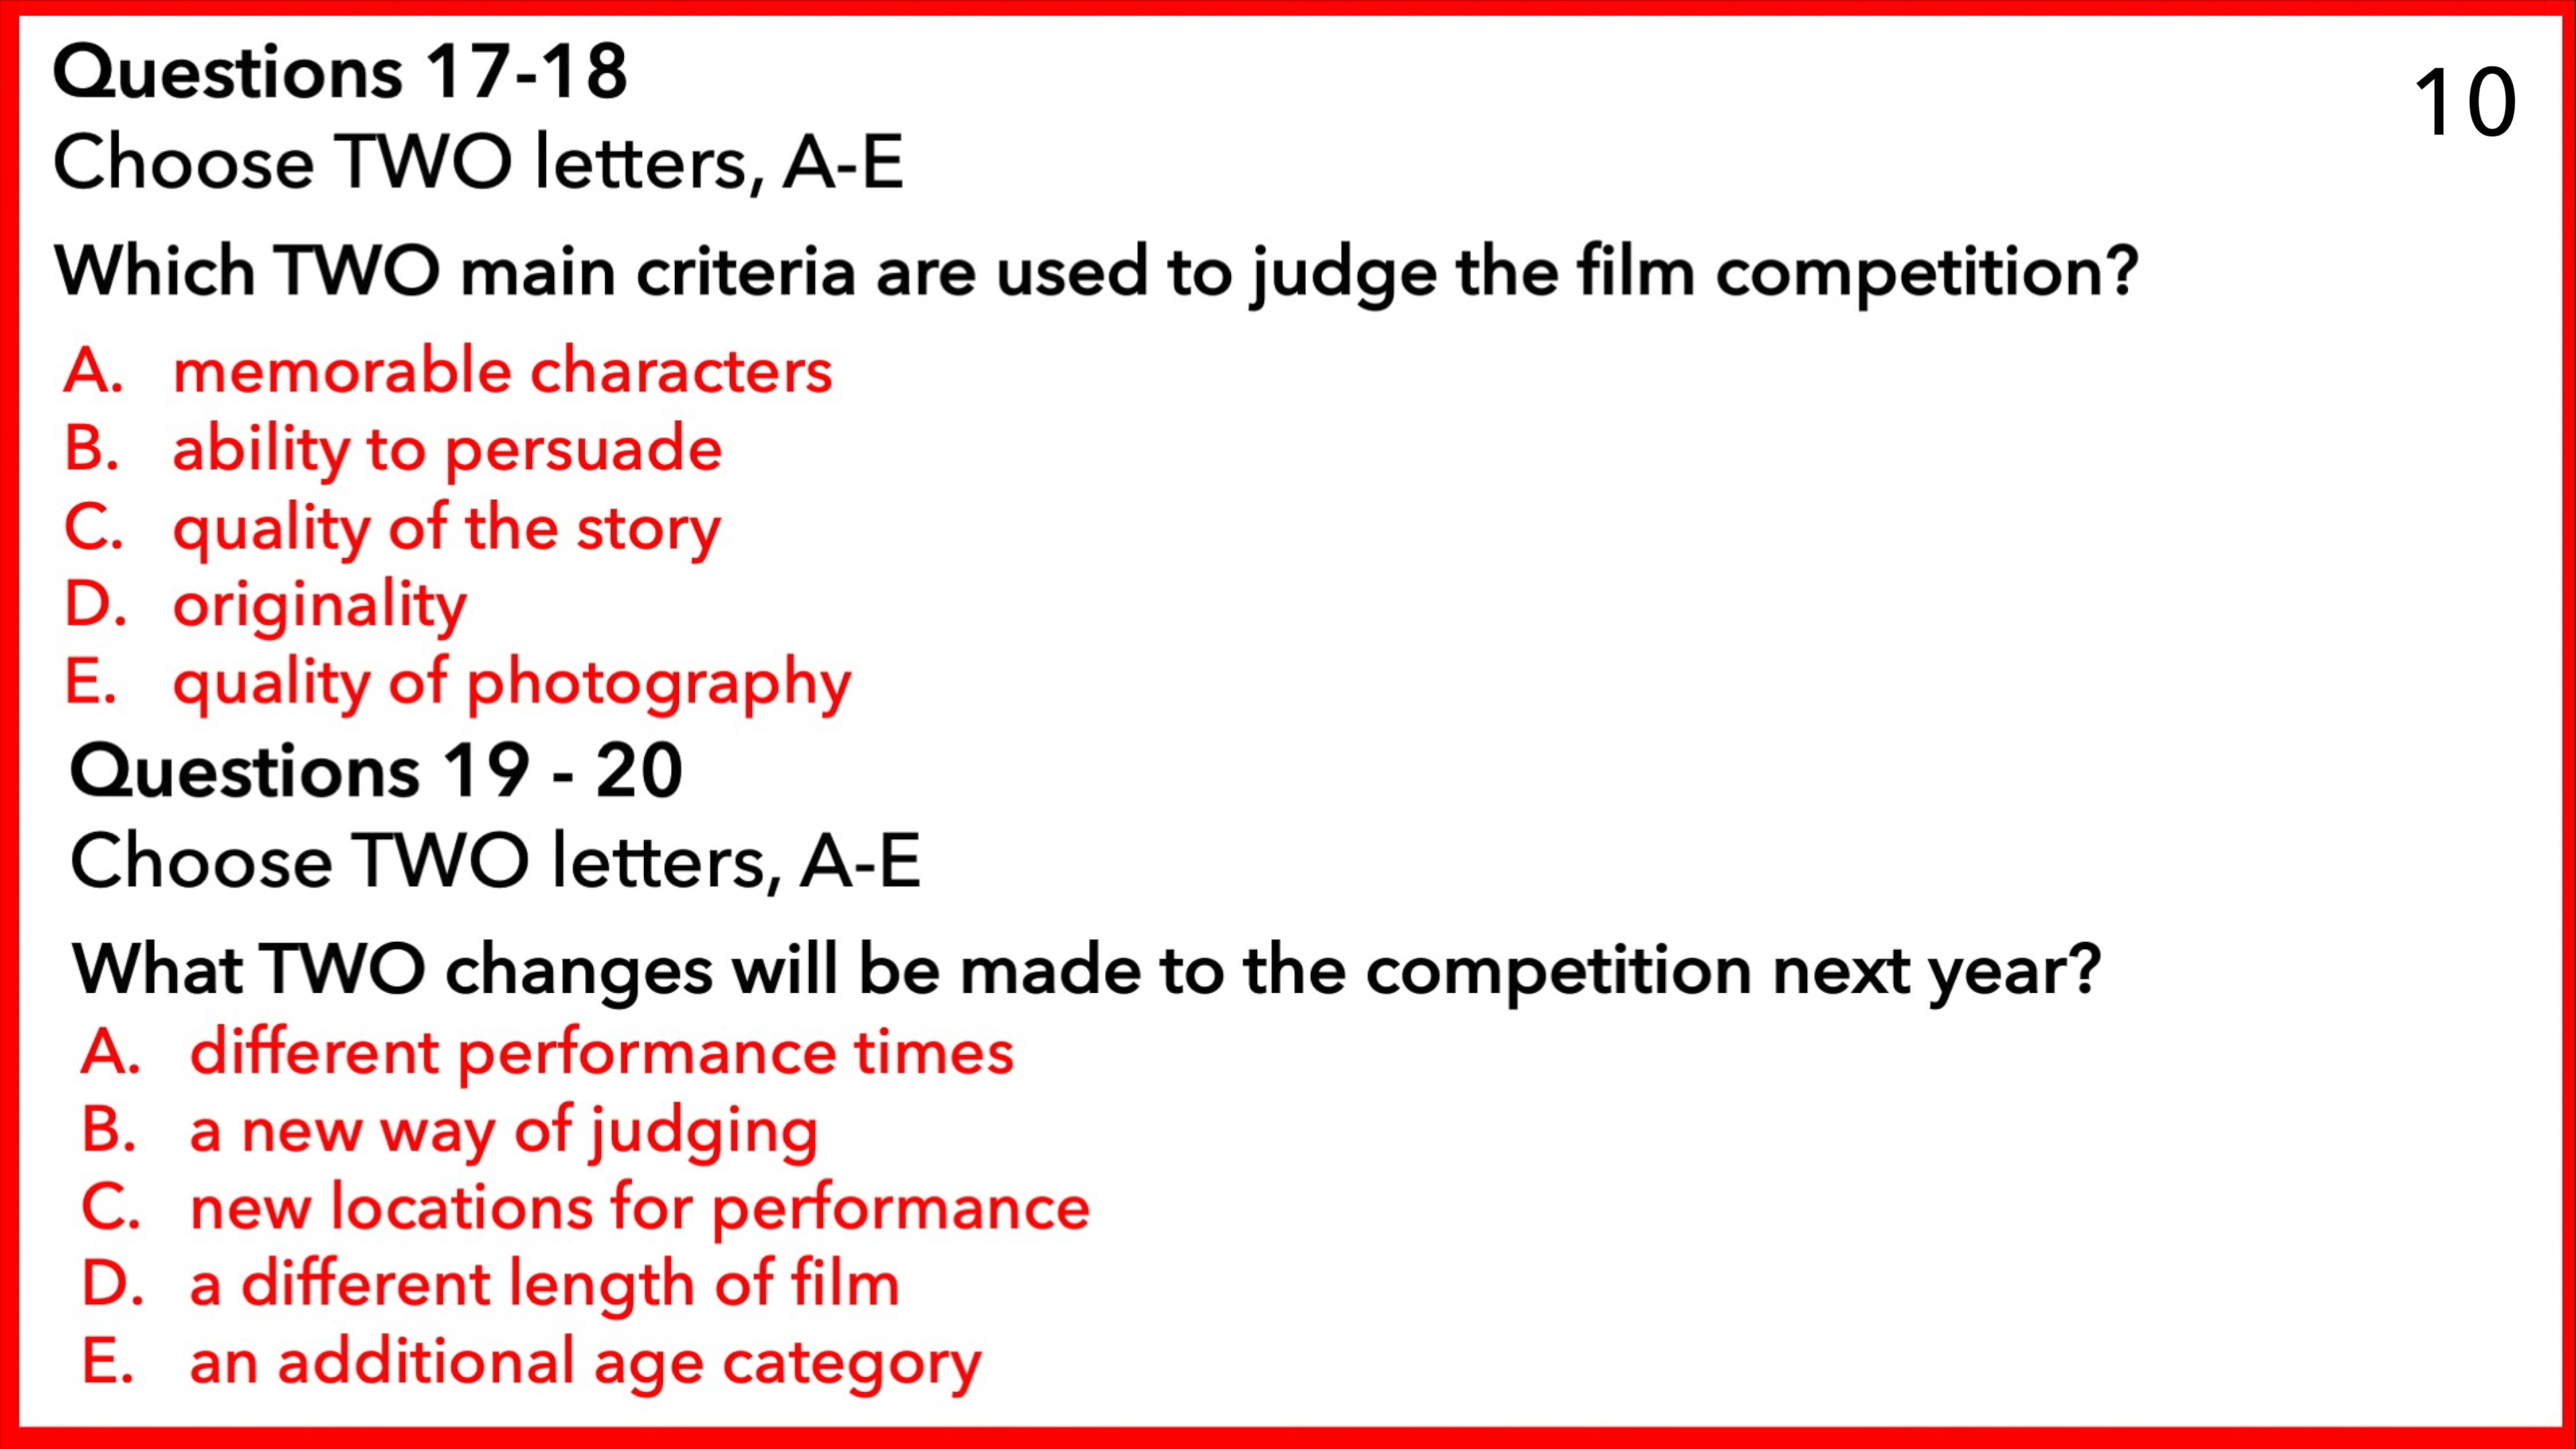 Questions 17-18
10
Choose TWO letters, A-E
Which TWO main criteria are used to judge the film competition?
A. memorable characters
B. ability to persuade
C. quality of the story
D. originality
E. quality of photography
Questions 19 - 20
Choose TWO letters, A-E
What TWO changes will be made to the competition next year?
A. different performance times
B. a new way of judging
C. new locations for performance
D. a different length of film
E. an additional age category